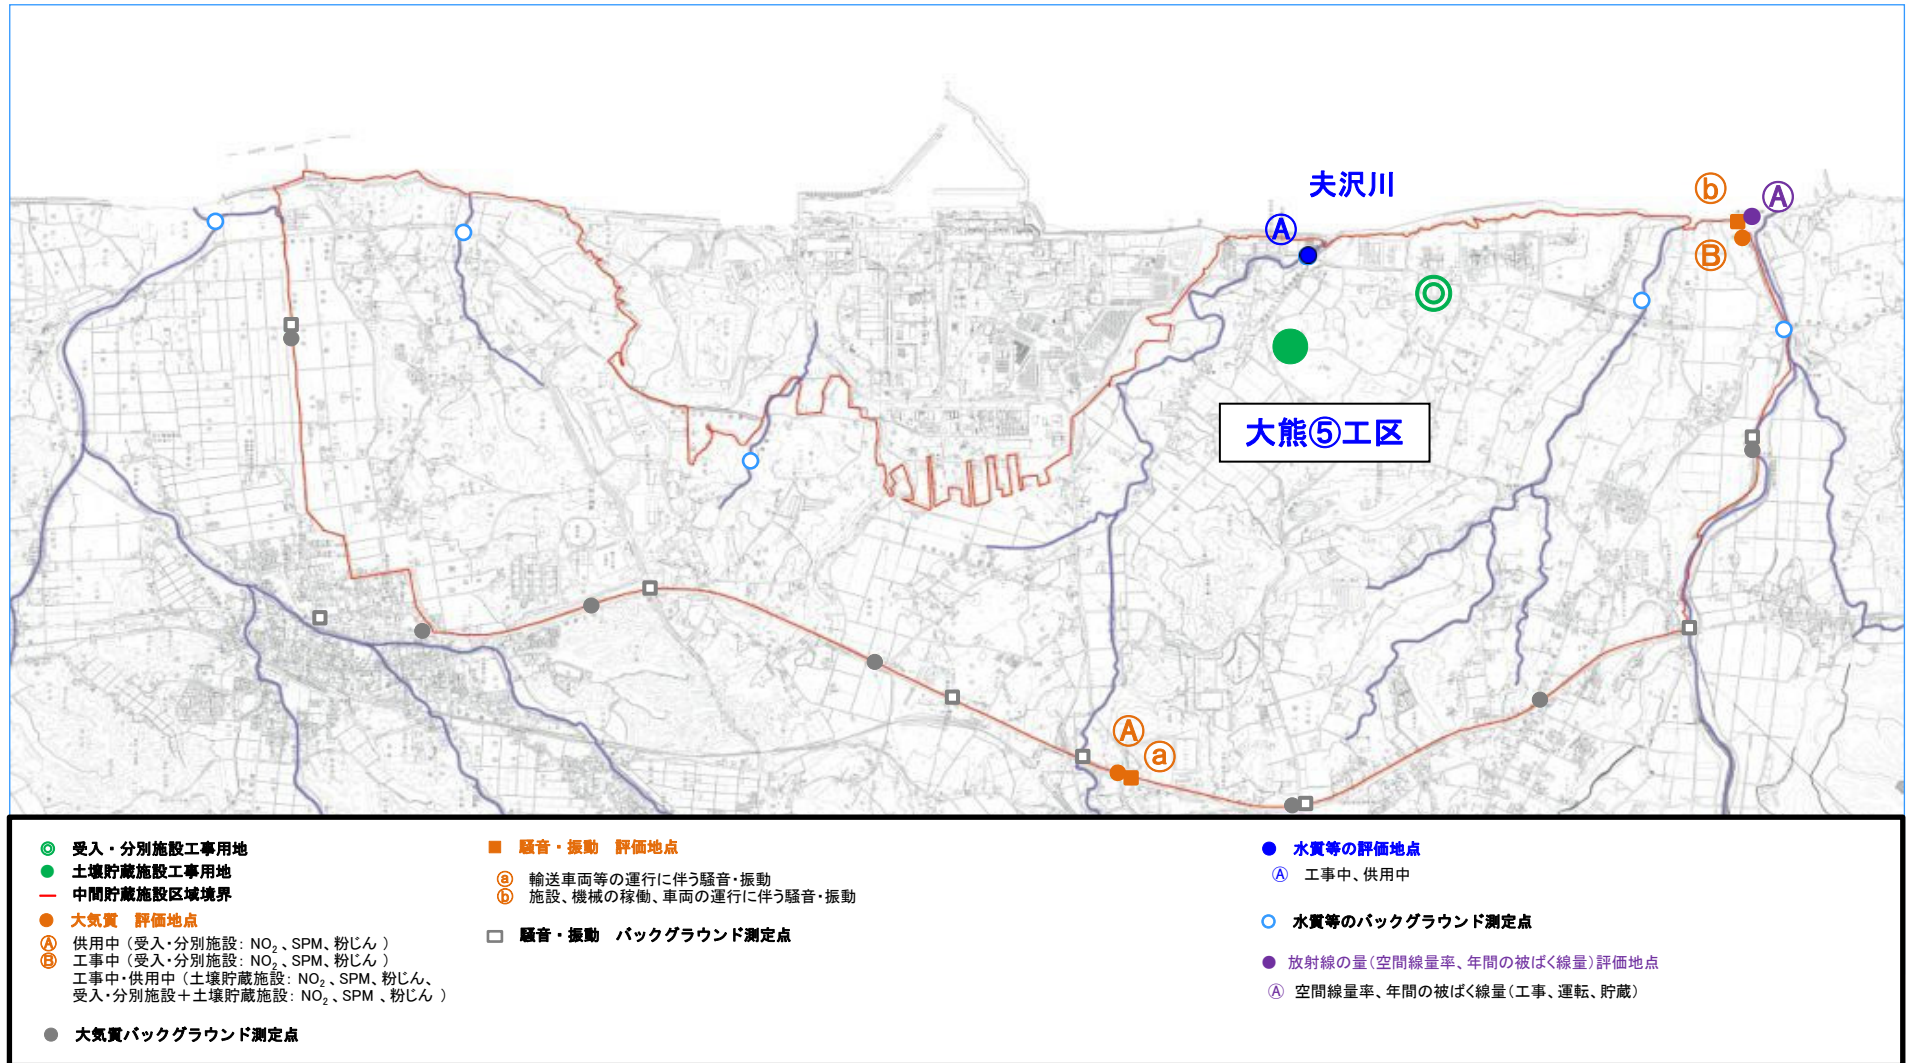 夫沢川
ⓑ
Ⓐ
Ⓐ
Ⓑ
大熊⑤工区
Ⓐ
ⓐ
受入・分別施設工事用地
土壌貯蔵施設工事用地
中間貯蔵施設区域境界
大気質 評価地点
Ⓐ 供用中（受入・分別施設：NO₂、SPM、粉じん）
Ⓑ 工事中（受入・分別施設：NO₂、SPM、粉じん）
工事中・供用中（土壌貯蔵施設：NO₂、SPM、粉じん、
受入・分別施設＋土壌貯蔵施設：NO₂、SPM、粉じん）
大気質バックグラウンド測定点
騒音・振動 評価地点
ⓐ 輸送車両等の運行に伴う騒音・振動
ⓑ 施設、機械の稼働、車両の運行に伴う騒音・振動
騒音・振動 バックグラウンド測定点
水質等の評価地点
Ⓐ 工事中、供用中
水質等のバックグラウンド測定点
放射線の量（空間線量率、年間の被ばく線量）評価地点
Ⓐ 空間線量率、年間の被ばく線量（工事、運転、貯蔵）